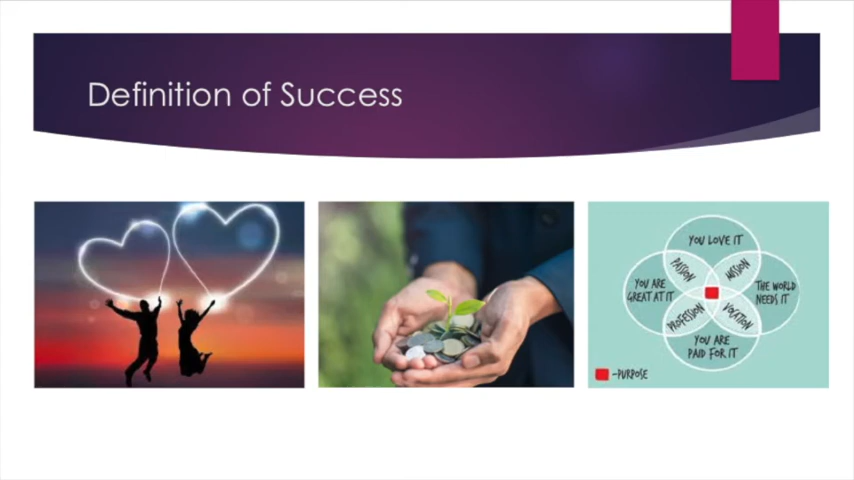 Definition of Success
YOU LOVE IT
PASSION
MISSION
YOU ARE
GREAT AT IT
THE WORLD
NEEDS IT
PROFESSION
VOCATION
YOU ARE
PAID FOR IT
-PURPOSE